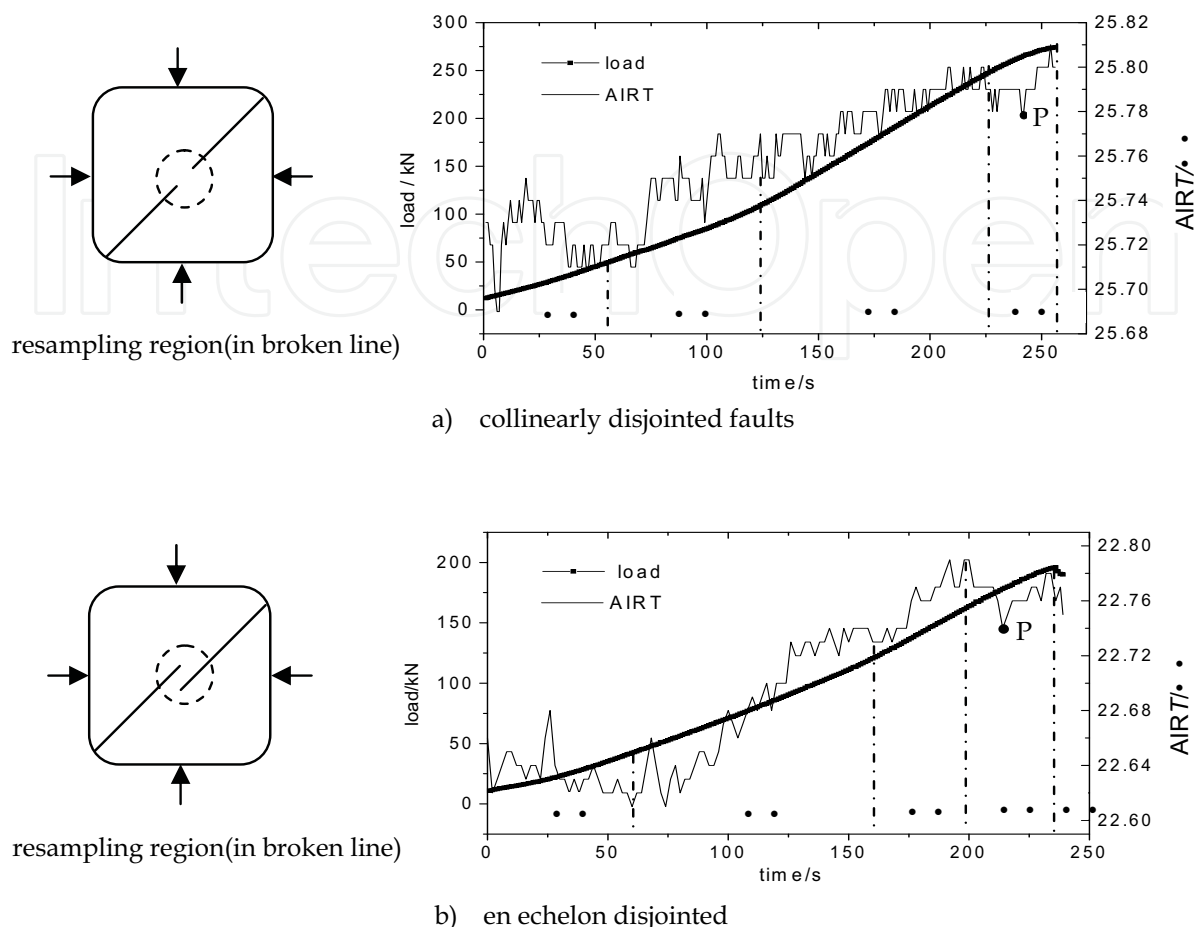 300
250
200
150
100
50
0
load / kN
load
AIRT
P
25.82
25.80
25.78
25.76
25.74
25.72
25.70
25.68
AIRT/• •
0 50 100 150 200 250
time/s
IntechOpen
resampling region(in broken line)
a) collinearly disjointed faults
200
150
100
50
0
load/kN
load
AIRT
P
22.80
22.76
22.72
22.68
22.64
22.60
AIRT/• •
0 50 100 150 200 250
time/s
resampling region(in broken line)
b) en echelon disjointed